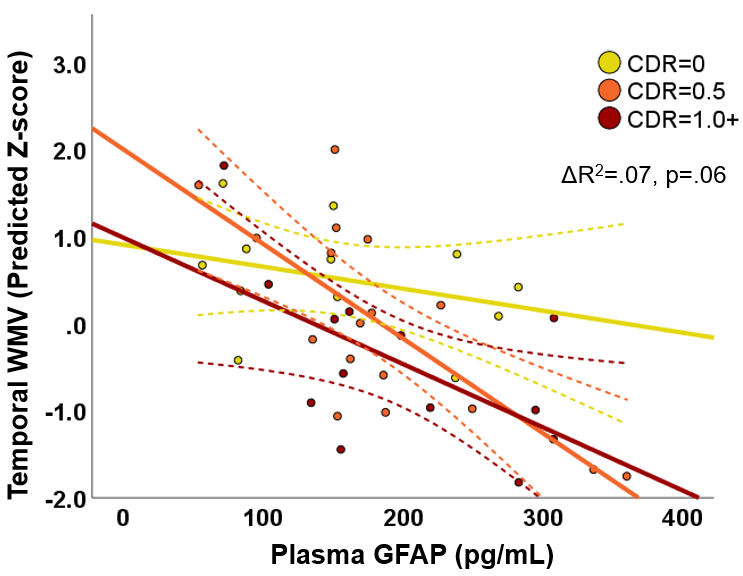 3.0
2.0
1.0
.0
-1.0
-2.0
Temporal WMV (Predicted Z-score)
CDR=0
CDR=0.5
CDR=1.0+
ΔR²=.07, p=.06
0 100 200 300 400
Plasma GFAP (pg/mL)